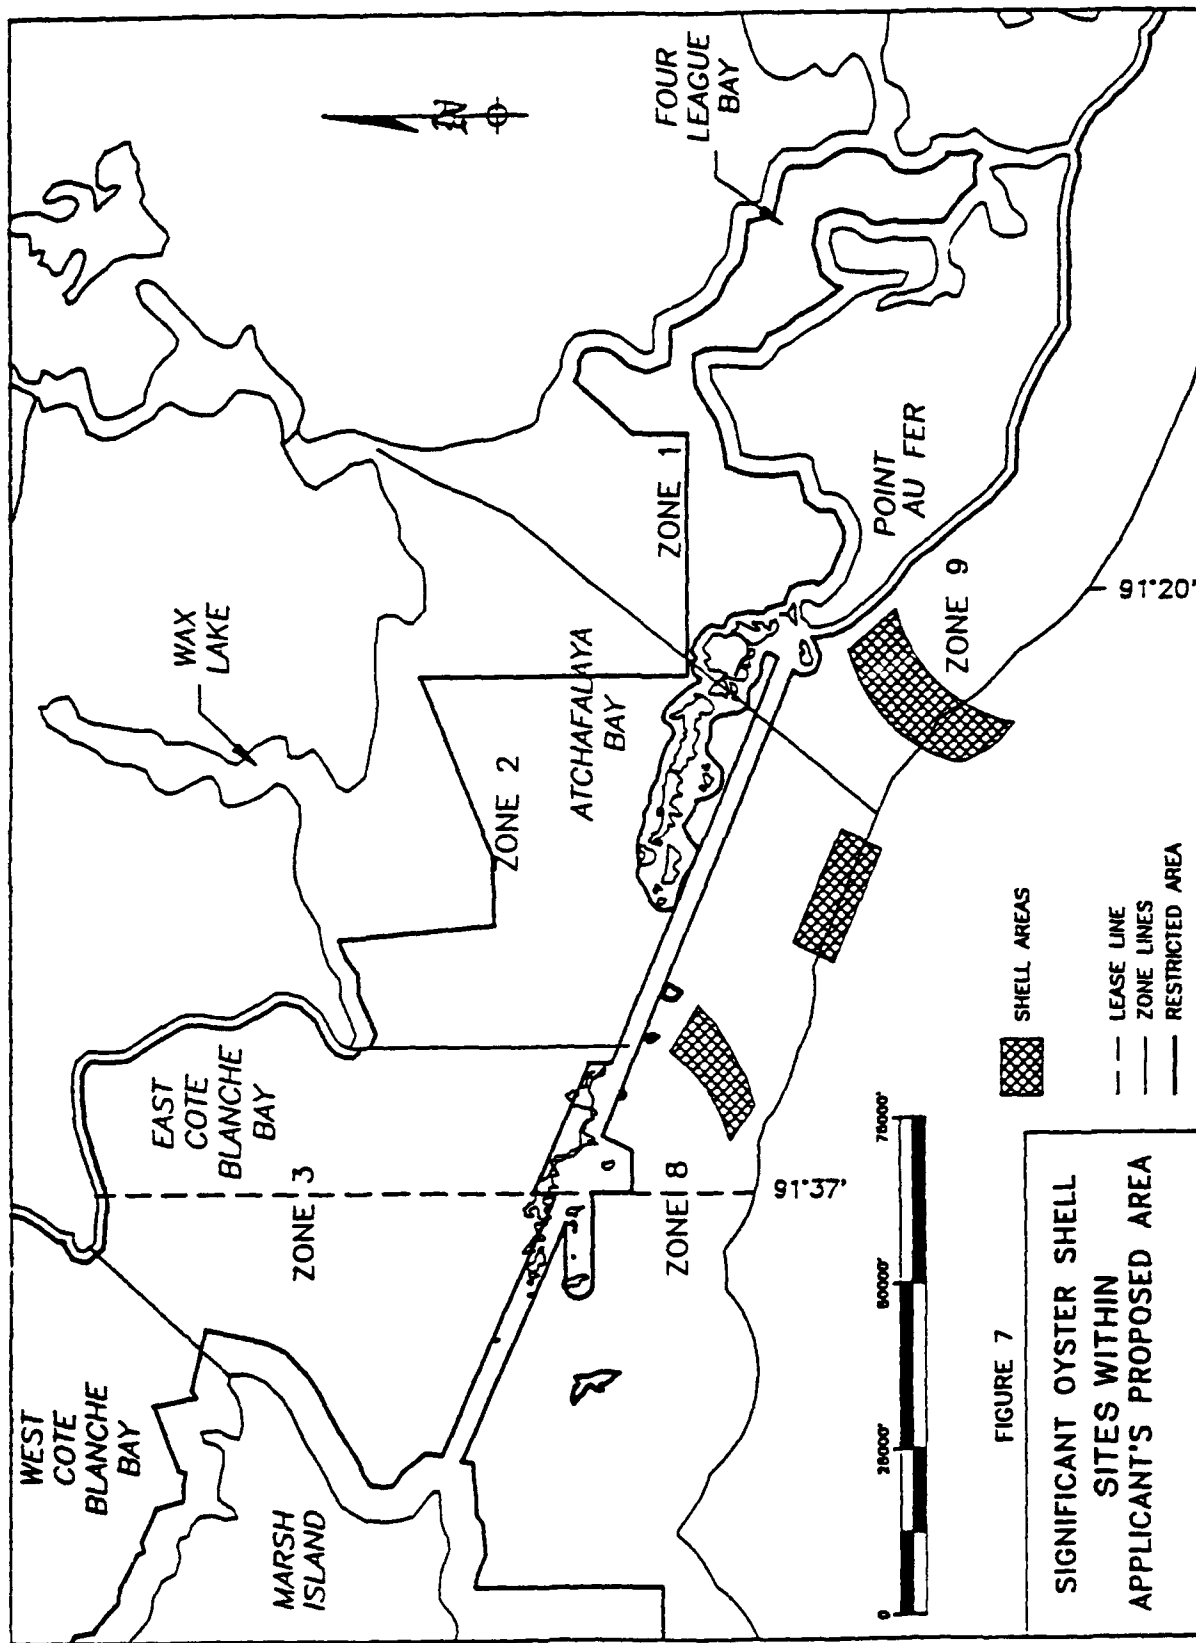 WEST
COTE
BLANCHE
BAY
MARSH
ISLAND
EAST
COTE
BLANCHE
BAY
ZONE 3
WAX
LAKE
ZONE 2
ATCHAFALAYA
BAY
ZONE 1
FOUR
LEAGUE
BAY
N
POINT
AU FER
ZONE 8
ZONE 9
91°37'
91°20'
0
75000'
FIGURE 7
SIGNIFICANT OYSTER SHELL
SITES WITHIN
APPLICANT'S PROPOSED AREA
SHELL AREAS
LEASE LINE
ZONE LINES
RESTRICTED AREA